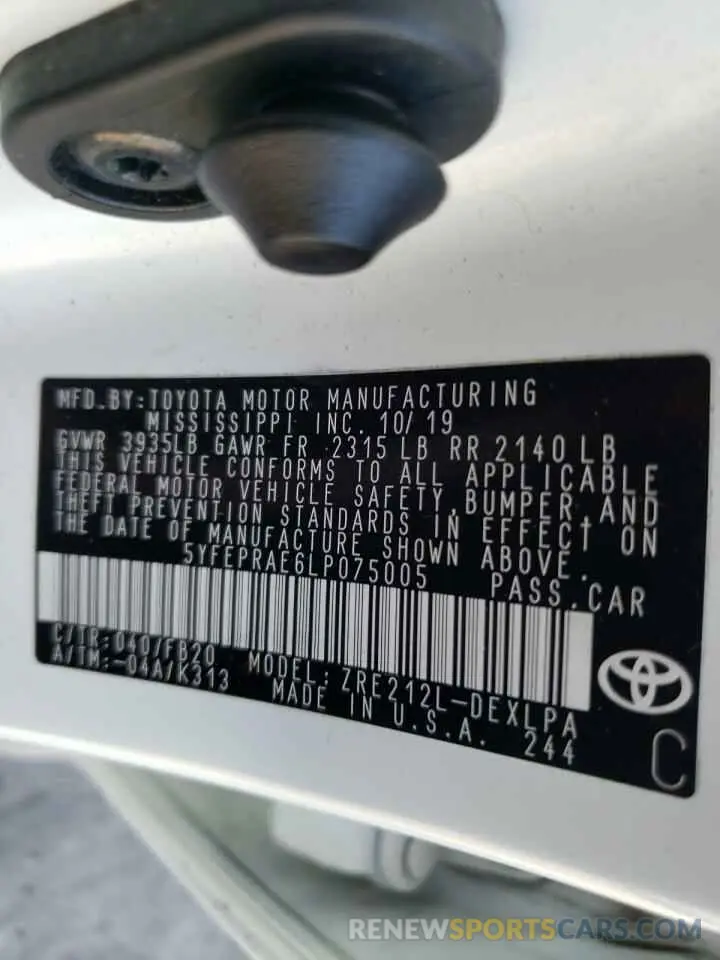 MFD.BY:TOYOTA MOTOR MANUFACTURING
MISSISSIPPI INC. 10/19
GVWR 3935LB GAWR FR 2315 LB RR 2140 LB
THIS VEHICLE CONFORMS TO ALL APPLICABLE
FEDERAL MOTOR VEHICLE SAFETY,BUMPER,AND
THEFT PREVENTION STANDARDS IN EFFECT ON
THE DATE OF MANUFACTURE SHOWN ABOVE.
5YFEPRAE6LP075005 PASS.CAR
C/TR:040/FB20 MODEL:ZRE212L-DEXLPA
A/TM:-04A/K313 MADE IN U.S.A. 244
C
RENEWSPORTSCARS.COM